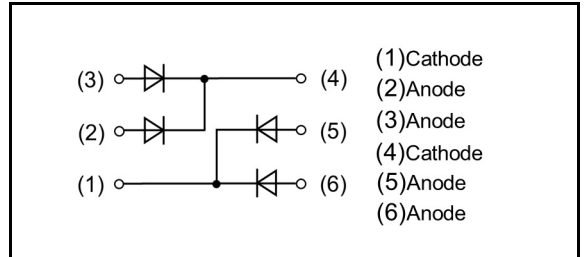 (3) (4)
(2) (5)
(1) (6)
(1)Cathode
(2)Anode
(3)Anode
(4)Cathode
(5)Anode
(6)Anode